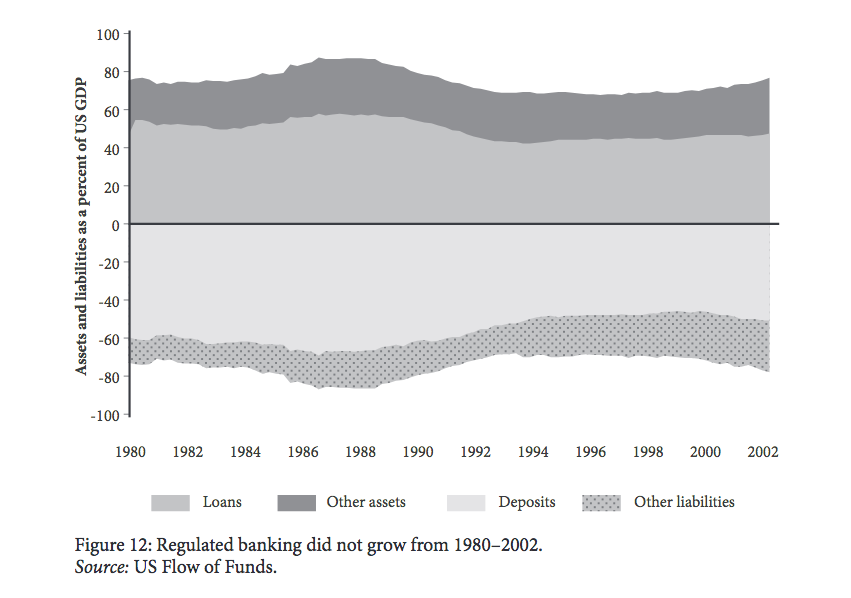 Assets and liabilities as a percent of US GDP
100
80
60
40
20
0
-20
-40
-60
-80
-100
1980 1982 1984 1986 1988 1990 1992 1994 1996 1998 2000 2002
Loans Other assets Deposits Other liabilities
Figure 12: Regulated banking did not grow from 1980–2002.
Source: US Flow of Funds.